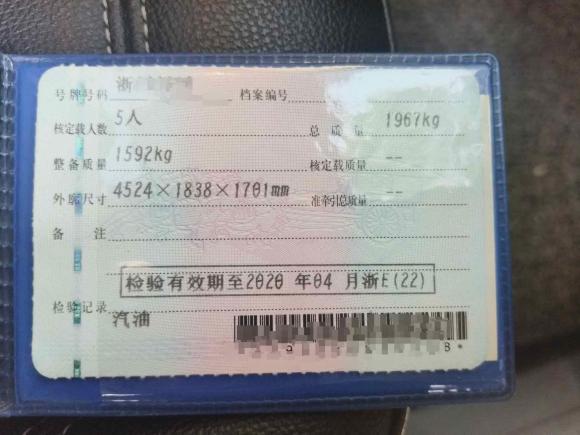 号牌号码 浙 档案编号
核定载人数 5人 总质量 1967kg
整备质量 1592kg 核定载质量 --
外廓尺寸 4524×1838×1701mm 准牵引总质量 --
备注
检验有效期至2020 年04 月浙E(22)
检验记录
汽油